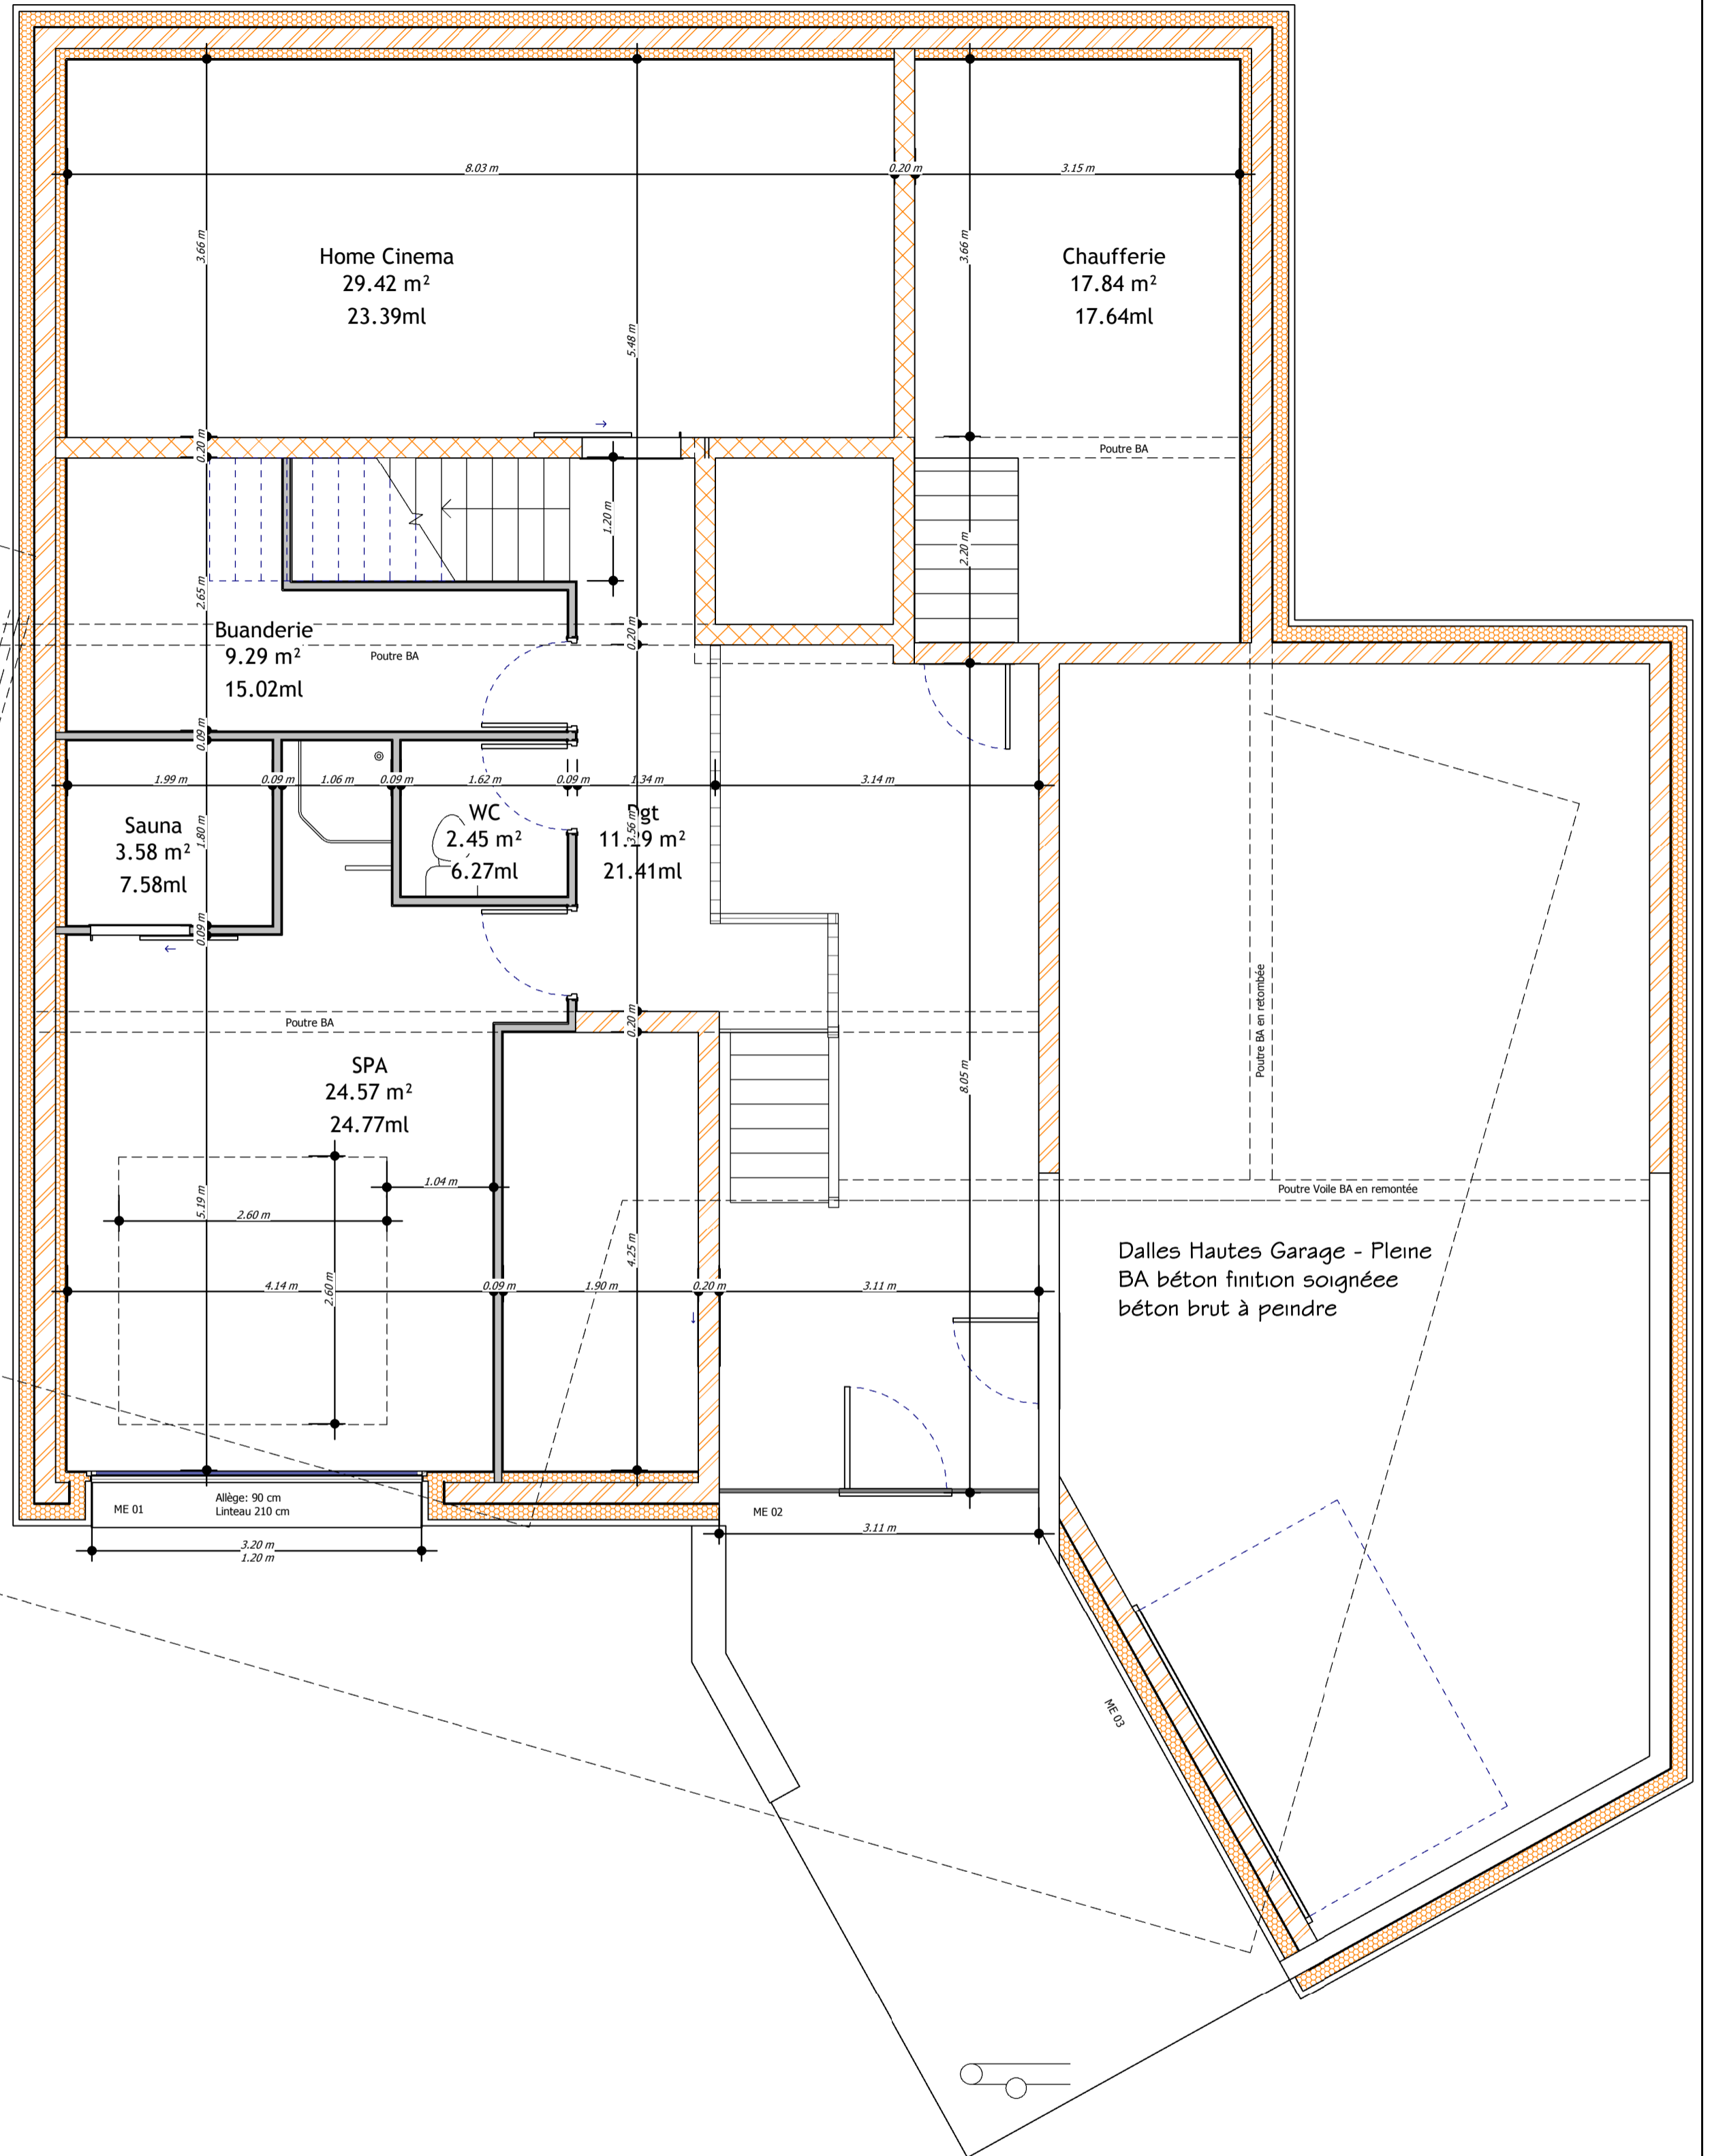 8.03 m
0.20 m
3.15 m
3.66 m
3.66 m
5.48 m
Home Cinema
29.42 m²
23.39ml
Chaufferie
17.84 m²
17.64ml
0.20 m
Poutre BA
1.20 m
2.20 m
2.65 m
0.20 m
Buanderie
9.29 m²
15.02ml
Poutre BA
0.09 m
1.99 m
0.09 m
1.06 m
0.09 m
1.62 m
0.09 m
1.34 m
3.14 m
Sauna
3.58 m²
7.58ml
1.80 m
WC
2.45 m²
6.27ml
3.56 m
21.41ml
0.09 m
Poutre BA
0.20 m
Poutre BA en retombée
SPA
24.57 m²
24.77ml
8.05 m
1.04 m
Poutre Voile BA en remontée
5.19 m
2.60 m
4.25 m
Dalles Hautes Garage - Pleine
BA béton finition soignéee
béton brut à peindre
4.14 m
2.60 m
0.09 m
1.90 m
0.20 m
3.11 m
ME 01
Allège: 90 cm
Linteau 210 cm
ME 02
3.11 m
3.20 m
1.20 m
ME 03